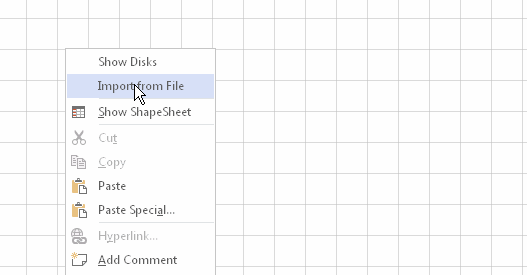 Show Disks
Import from File
Show ShapeSheet
Cut
Copy
Paste
Paste Special...
Hyperlink...
Add Comment